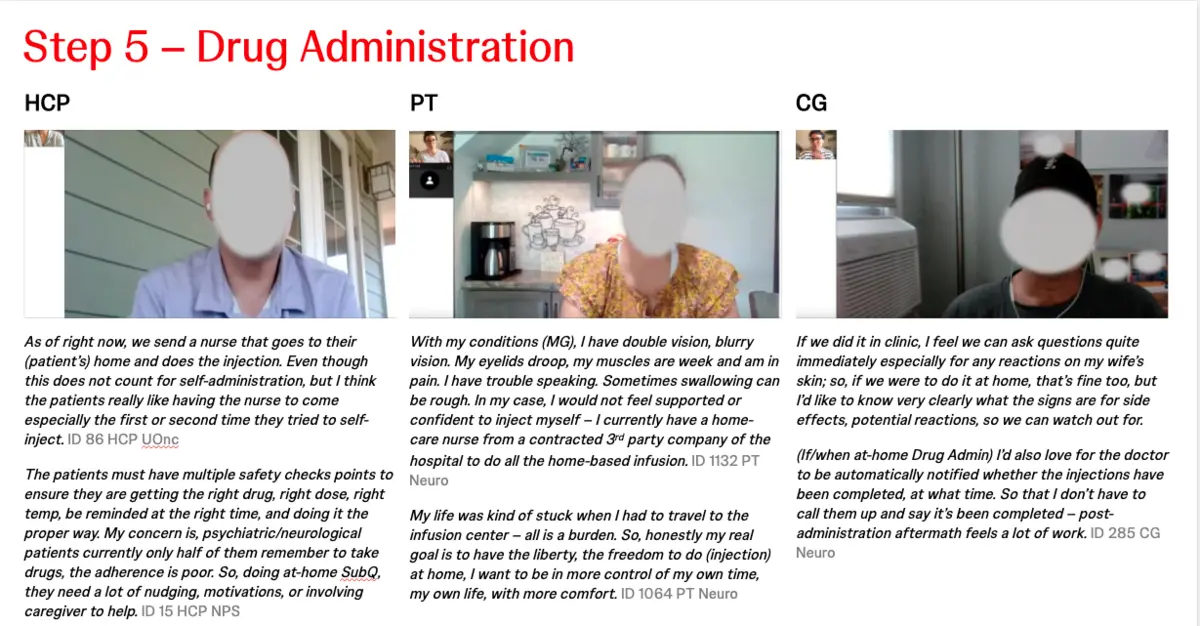 Step 5 – Drug Administration
HCP
As of right now, we send a nurse that goes to their
(patient's) home and does the injection. Even though
this does not count for self-administration, but I think
the patients really like having the nurse to come
especially the first or second time they tried to self-
inject. ID 86 HCP UOnc
The patients must have multiple safety checks points to
ensure they are getting the right drug, right dose, right
temp, be reminded at the right time, and doing it the
proper way. My concern is, psychiatric/neurological
patients currently only half of them remember to take
drugs, the adherence is poor. So, doing at-home SubQ,
they need a lot of nudging, motivations, or involving
caregiver to help. ID 15 HCP NPS
PT
With my conditions (MG), I have double vision, blurry
vision. My eyelids droop, my muscles are week and am in
pain. I have trouble speaking. Sometimes swallowing can
be rough. In my case, I would not feel supported or
confident to inject myself – I currently have a home-
care nurse from a contracted 3rd party company of the
hospital to do all the home-based infusion. ID 1132 PT
Neuro
My life was kind of stuck when I had to travel to the
infusion center – all is a burden. So, honestly my real
goal is to have the liberty, the freedom to do (injection)
at home, I want to be in more control of my own time,
my own life, with more comfort. ID 1064 PT Neuro
CG
If we did it in clinic, I feel we can ask questions quite
immediately especially for any reactions on my wife's
skin; so, if we were to do it at home, that's fine too, but
I'd like to know very clearly what the signs are for side
effects, potential reactions, so we can watch out for.
(If/when at-home Drug Admin) I'd also love for the doctor
to be automatically notified whether the injections have
been completed, at what time. So that I don't have to
call them up and say it's been completed – post-
administration aftermath feels a lot of work. ID 285 CG
Neuro